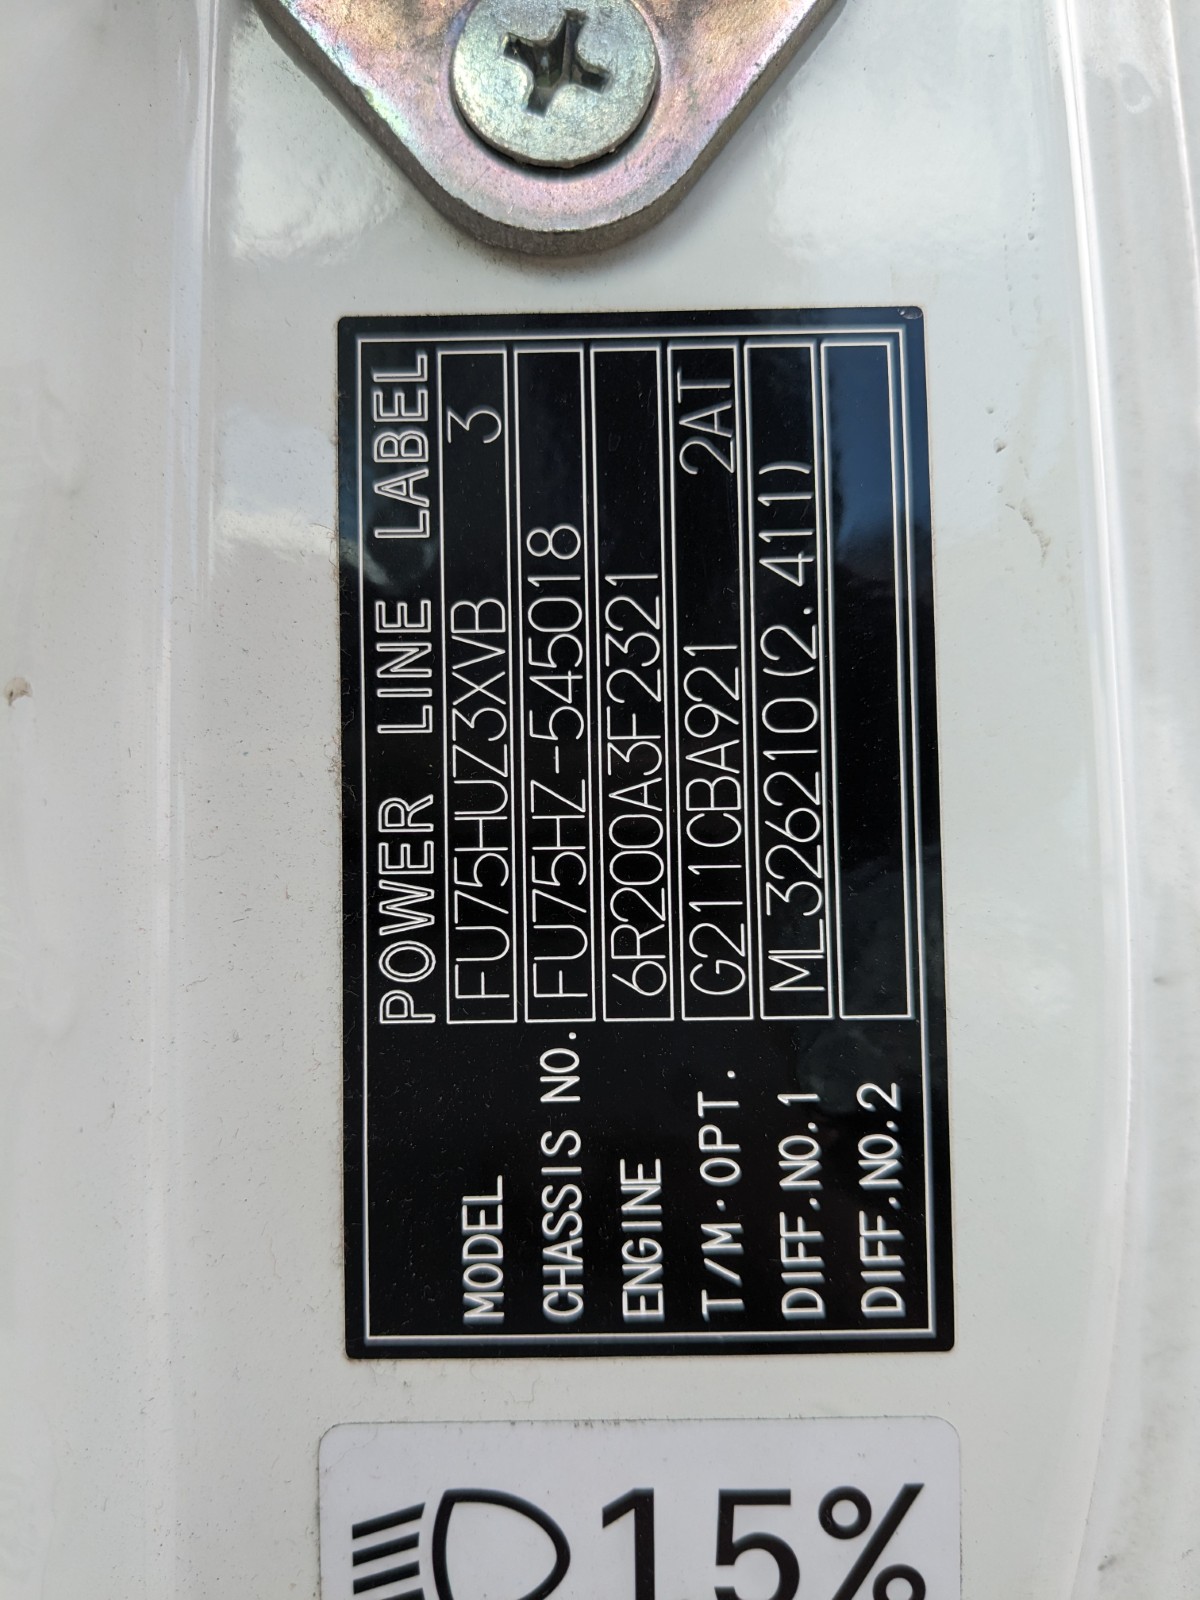 POWER LINE LABEL
MODEL FU75HUZ3XVB 3
CHASSIS NO. FU75HZ-545018
ENGINE 6R200A3F2321
T/M·OPT. G211CBA921 2AT
DIFF.NO.1 ML326210(2.411)
DIFF.NO.2
15%